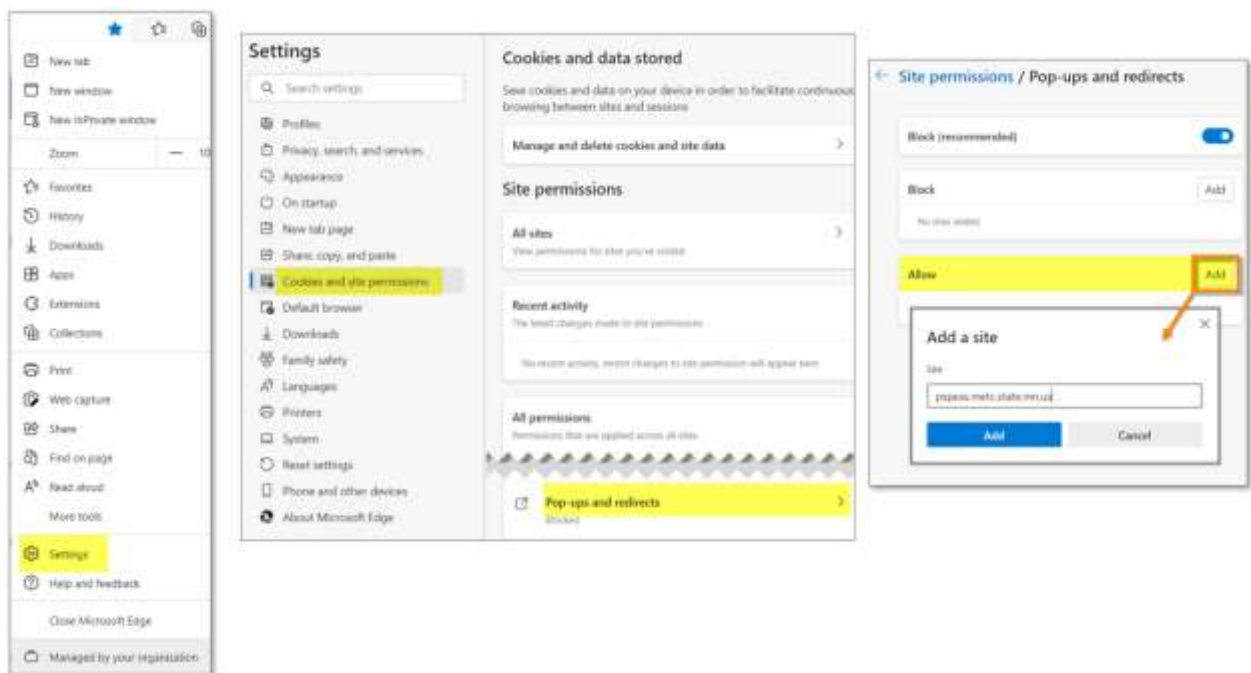 New tab
New window
New InPrivate window
Zoom
— 10
Favorites
History
Downloads
Apps
Extensions
Collections
Print
Web capture
Share
Find on page
Read aloud
More tools
Settings
Help and feedback
Close Microsoft Edge
Managed by your organization
Settings
Search settings
Profiles
Privacy, search, and services
Appearance
On startup
New tab page
Share, copy, and paste
Cookies and site permissions
Default browser
Downloads
Family safety
Languages
Printers
System
Reset settings
Phone and other devices
About Microsoft Edge
Cookies and data stored
Save cookies and data on your device in order to facilitate continuous
browsing between sites and sessions
Manage and delete cookies and site data
Site permissions
All sites
View permissions for sites you've visited
Recent activity
The latest changes made to site permissions
No recent activity, recent changes to site permission will appear here
All permissions
Permissions that are applied across all sites
Pop-ups and redirects
Blocked
Site permissions / Pop-ups and redirects
Block (recommended)
Block
Add
No sites added
Allow
Add
Add a site
Site
Add
Cancel